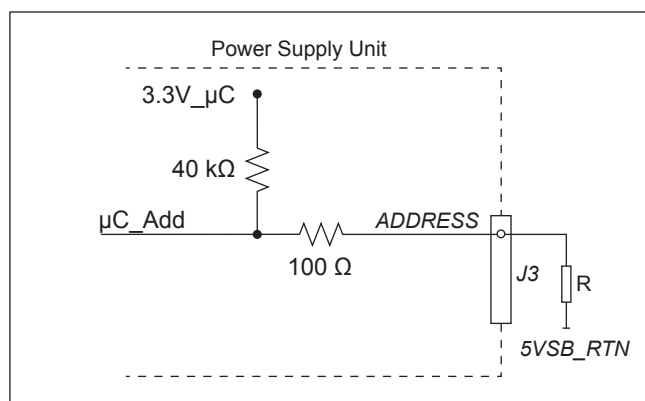 Power Supply Unit
3.3V_µC
40 kΩ
µC_Add
ADDRESS
100 Ω
J3
R
5VSB_RTN